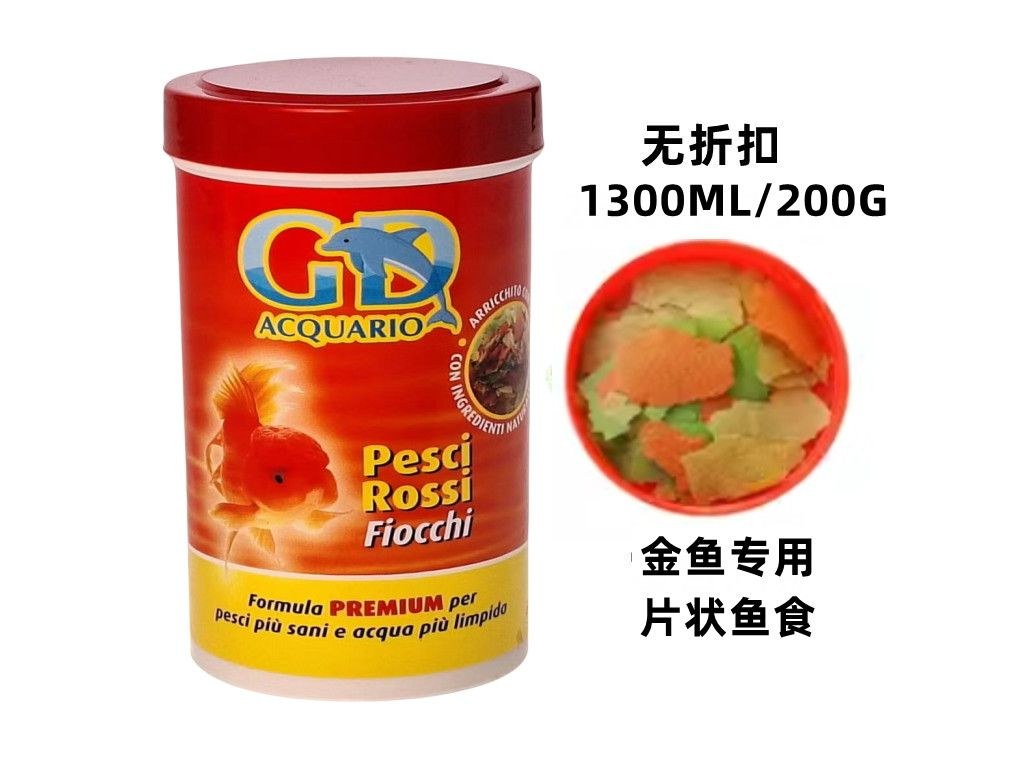 GD
ACQUARIO
ARRICCHITO
CON INGREDIENTI
Pesci
Rossi
Fiocchi
Formula PREMIUM per
pesci più sani e acqua più limpida
无折扣
1300ML/200G
金鱼专用
片状鱼食